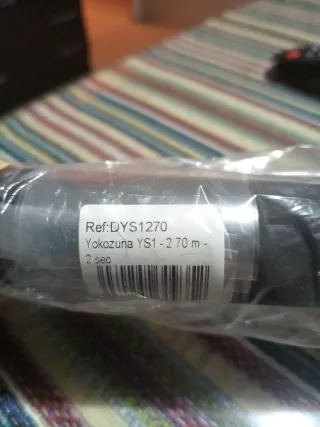 Ref:DYS1270
Yokozuna YS1 - 2 70 m -
2 sec